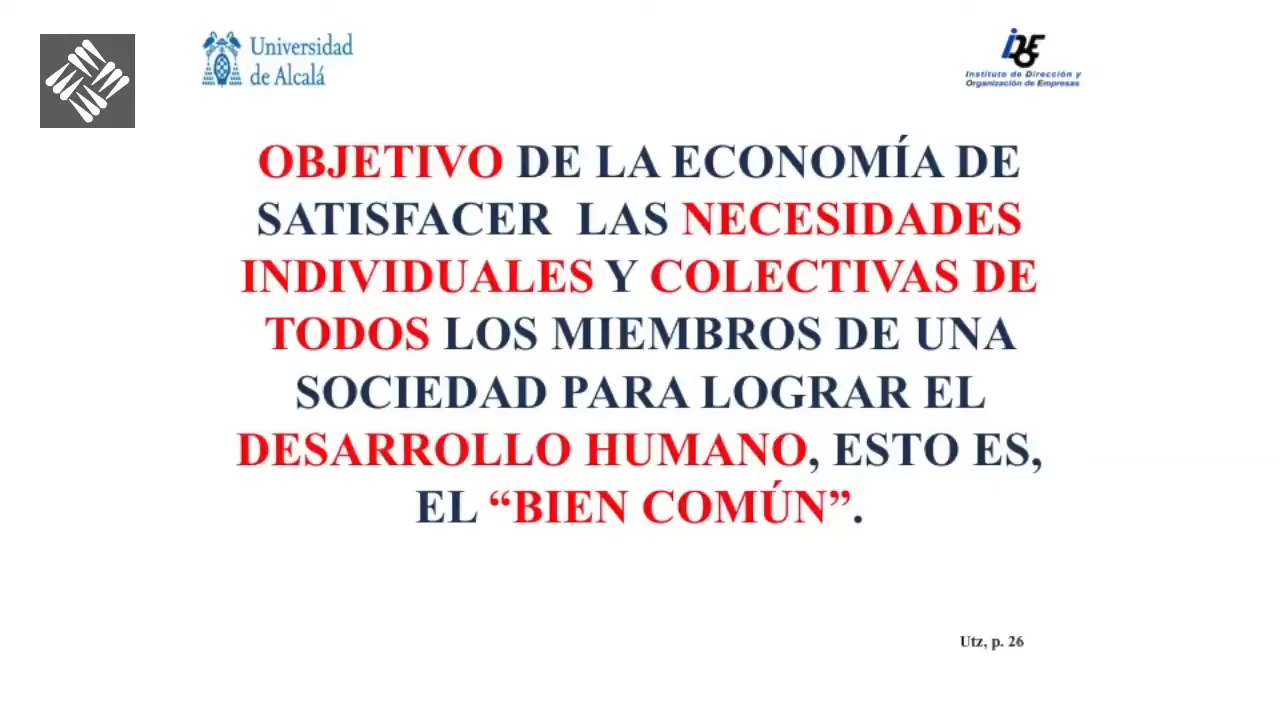 Universidad
de Alcalá
IDOE
Instituto de Dirección y
Organización de Empresas
OBJETIVO DE LA ECONOMÍA DE
SATISFACER LAS NECESIDADES
INDIVIDUALES Y COLECTIVAS DE
TODOS LOS MIEMBROS DE UNA
SOCIEDAD PARA LOGRAR EL
DESARROLLO HUMANO, ESTO ES,
EL “BIEN COMÚN”.
Utz, p. 26